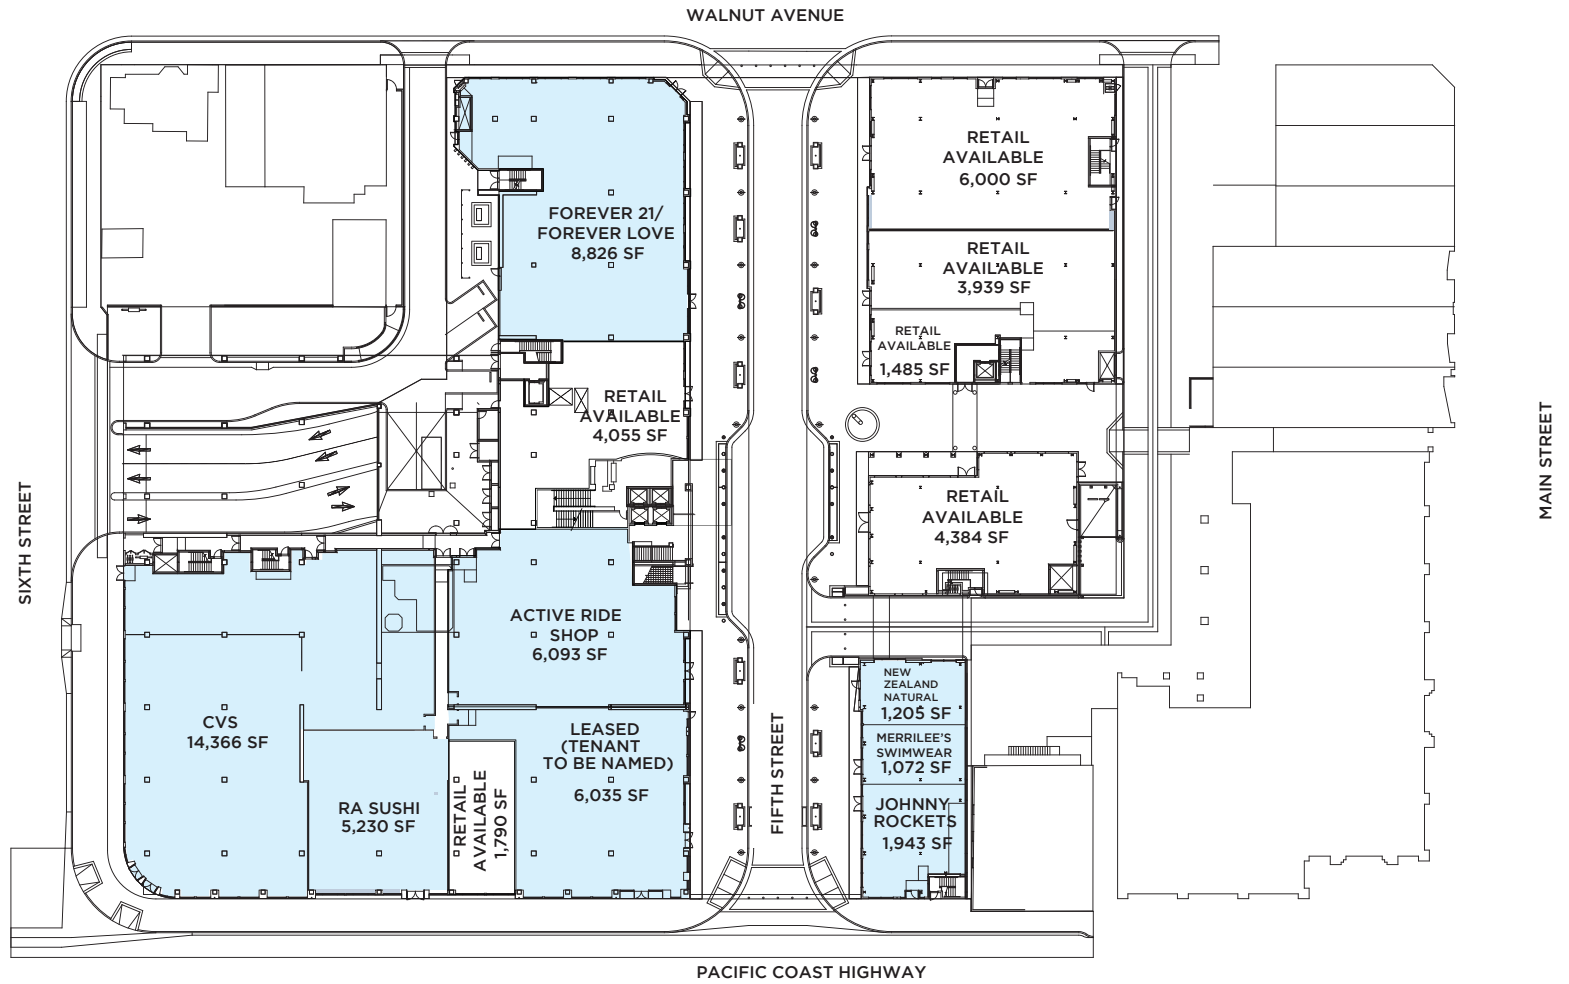 WALNUT AVENUE
FOREVER 21/
FOREVER LOVE
8,826 SF
RETAIL
AVAILABLE
6,000 SF
RETAIL
AVAILABLE
3,939 SF
RETAIL
AVAILABLE
1,485 SF
RETAIL
AVAILABLE
4,055 SF
RETAIL
AVAILABLE
4,384 SF
MAIN STREET
SIXTH STREET
ACTIVE RIDE
SHOP
6,093 SF
CVS
14,366 SF
RA SUSHI
5,230 SF
RETAIL
AVAILABLE
1,790 SF
LEASED
(TENANT
TO BE NAMED)
6,035 SF
FIFTH STREET
NEW
ZEALAND
NATURAL
1,205 SF
MERRILEE'S
SWIMWEAR
1,072 SF
JOHNNY
ROCKETS
1,943 SF
PACIFIC COAST HIGHWAY